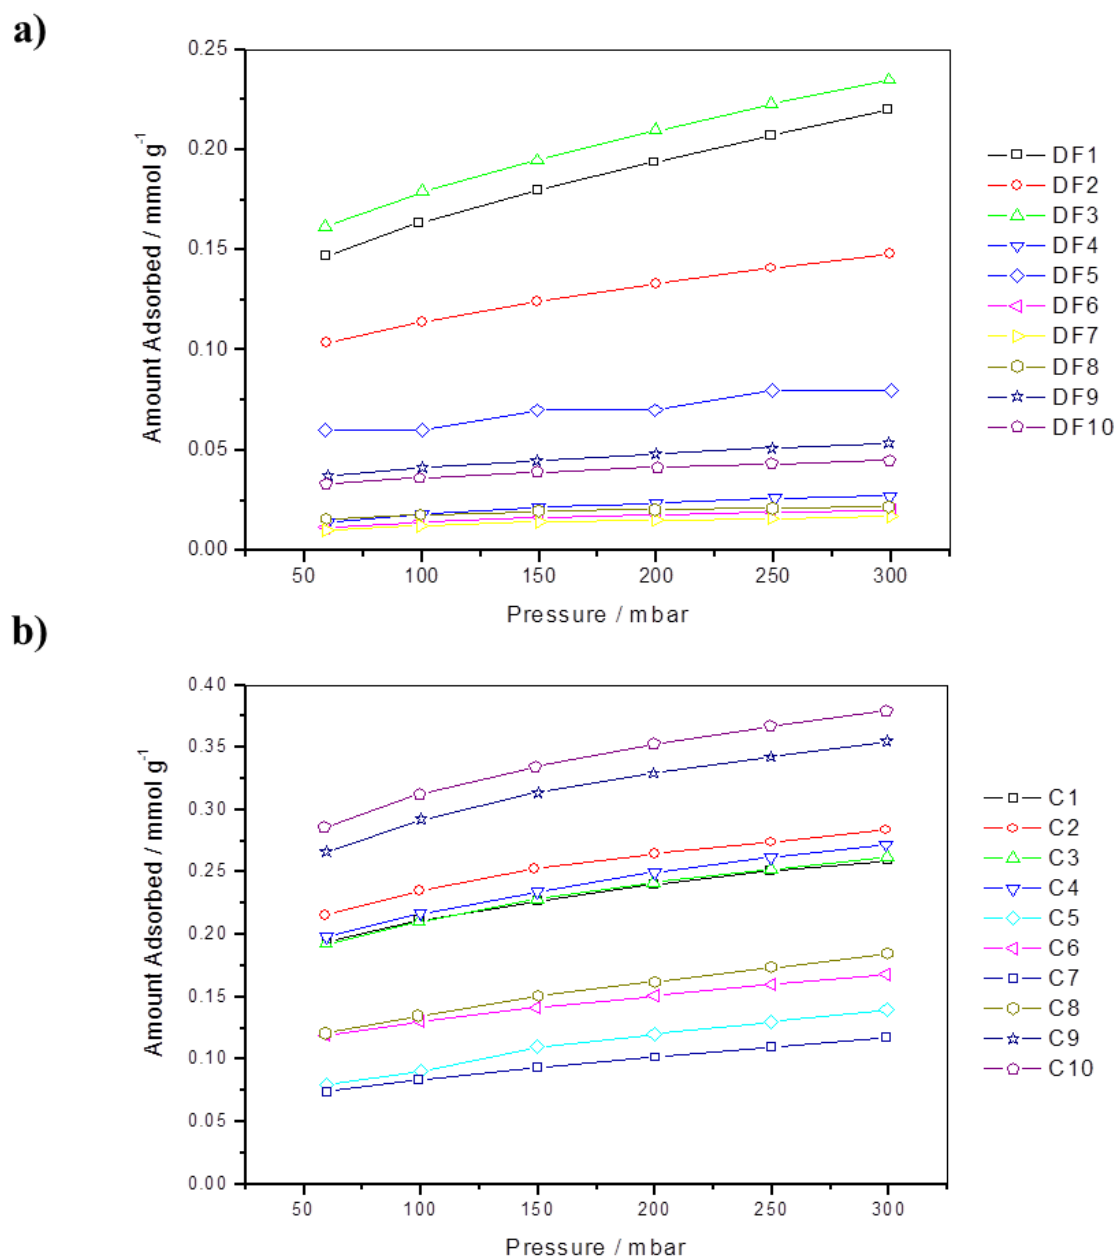 a)
0.25
0.20
0.15
0.10
0.05
0.00
Amount Adsorbed / mmol g⁻¹
50 100 150 200 250 300
Pressure / mbar
DF1
DF2
DF3
DF4
DF5
DF6
DF7
DF8
DF9
DF10
b)
0.40
0.35
0.30
0.25
0.20
0.15
0.10
0.05
0.00
Amount Adsorbed / mmol g⁻¹
50 100 150 200 250 300
Pressure / mbar
C1
C2
C3
C4
C5
C6
C7
C8
C9
C10